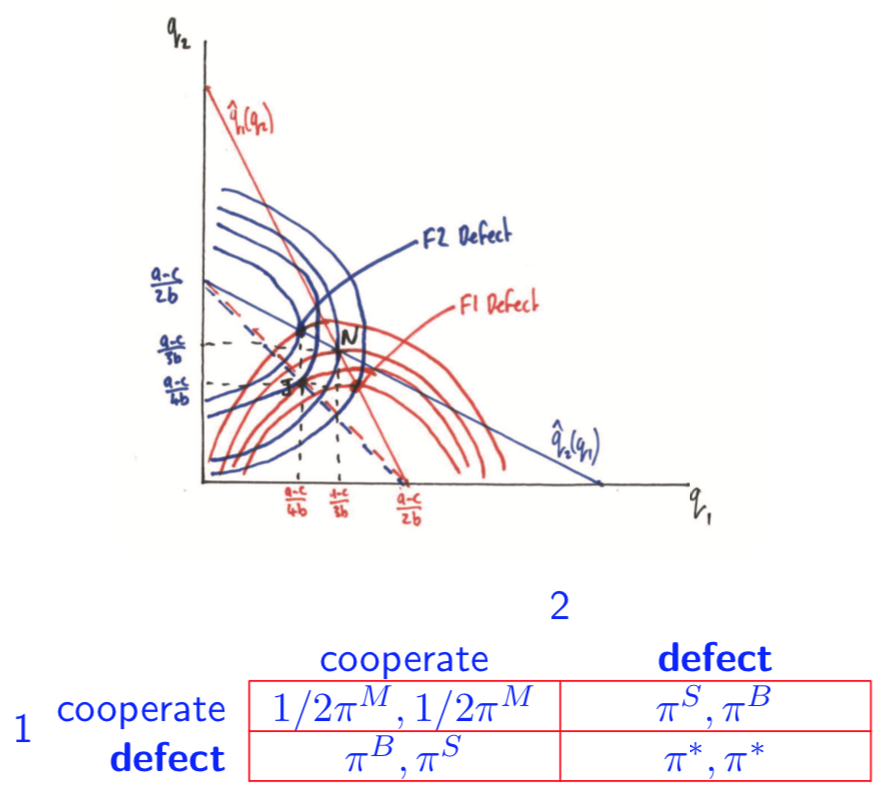 q₂
q̂₁(q₂)
F2 Defect
a-c/2b
F1 Defect
N
a-c/3b
a-c/4b
J
q̂₂(q₁)
a-c/4b
a-c/3b
a-c/2b
q₁
2
cooperate defect
1 cooperate 1/2π^M, 1/2π^M π^S, π^B
defect π^B, π^S π*, π*